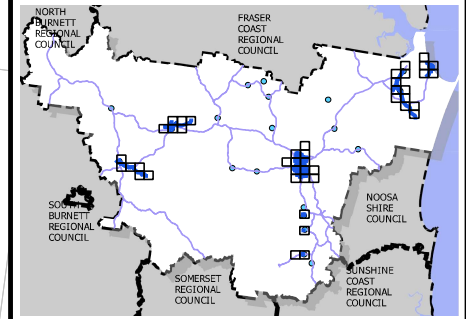 NORTH
BURNETT
REGIONAL
COUNCIL
FRASER
COAST
REGIONAL
COUNCIL
NOOSA
SHIRE
COUNCIL
SOUTH
BURNETT
REGIONAL
COUNCIL
SOMERSET
REGIONAL
COUNCIL
SUNSHINE
COAST
REGIONAL
COUNCIL